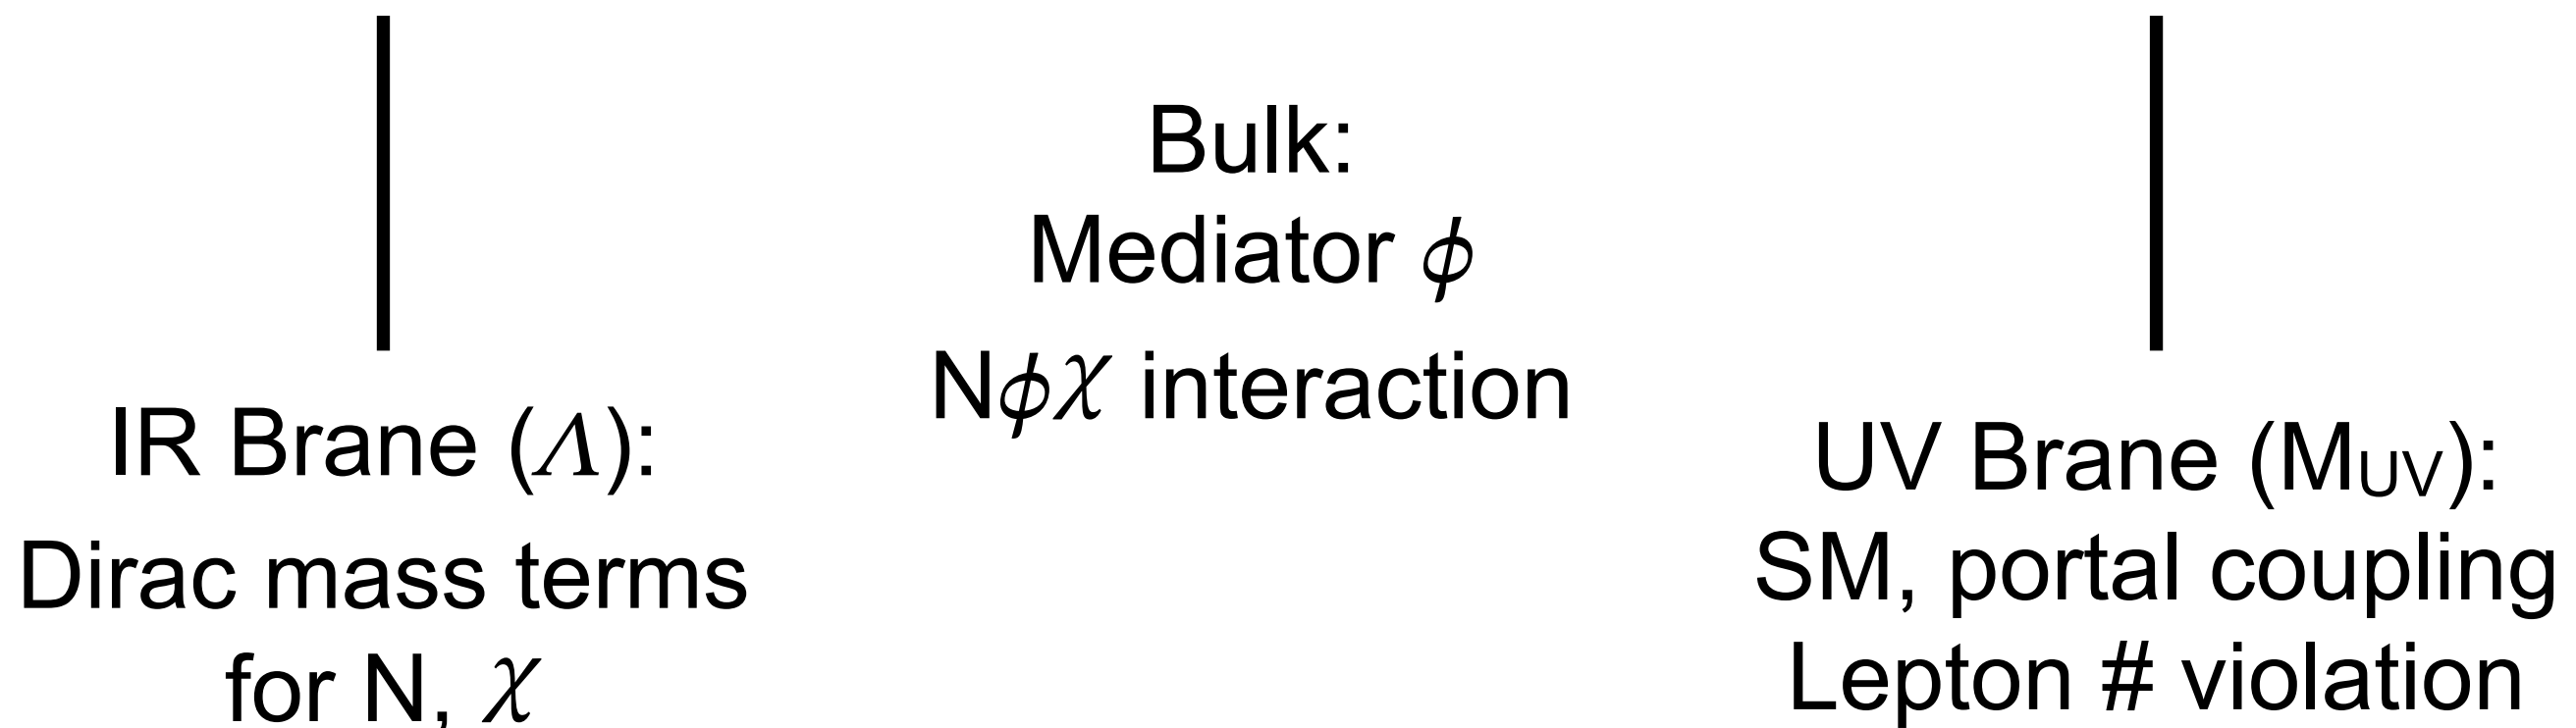 Bulk:
Mediator ϕ
Nϕχ interaction
IR Brane (Λ):
Dirac mass terms
for N, χ
UV Brane (MUV):
SM, portal coupling
Lepton # violation